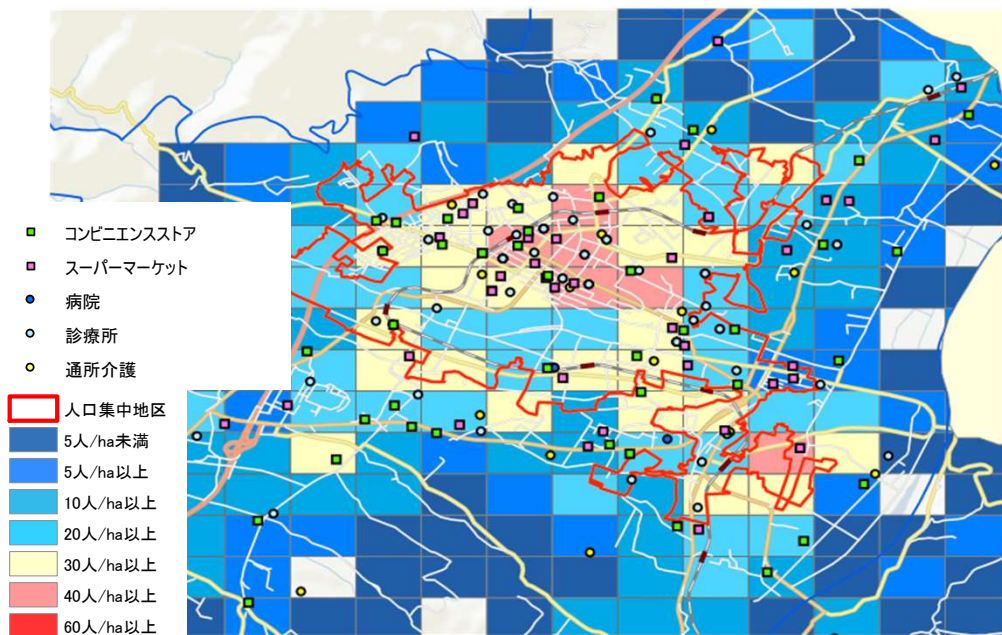 コンビニエンスストア
スーパーマーケット
病院
診療所
通所介護
人口集中地区
5人/ha未満
5人/ha以上
10人/ha以上
20人/ha以上
30人/ha以上
40人/ha以上
60人/ha以上